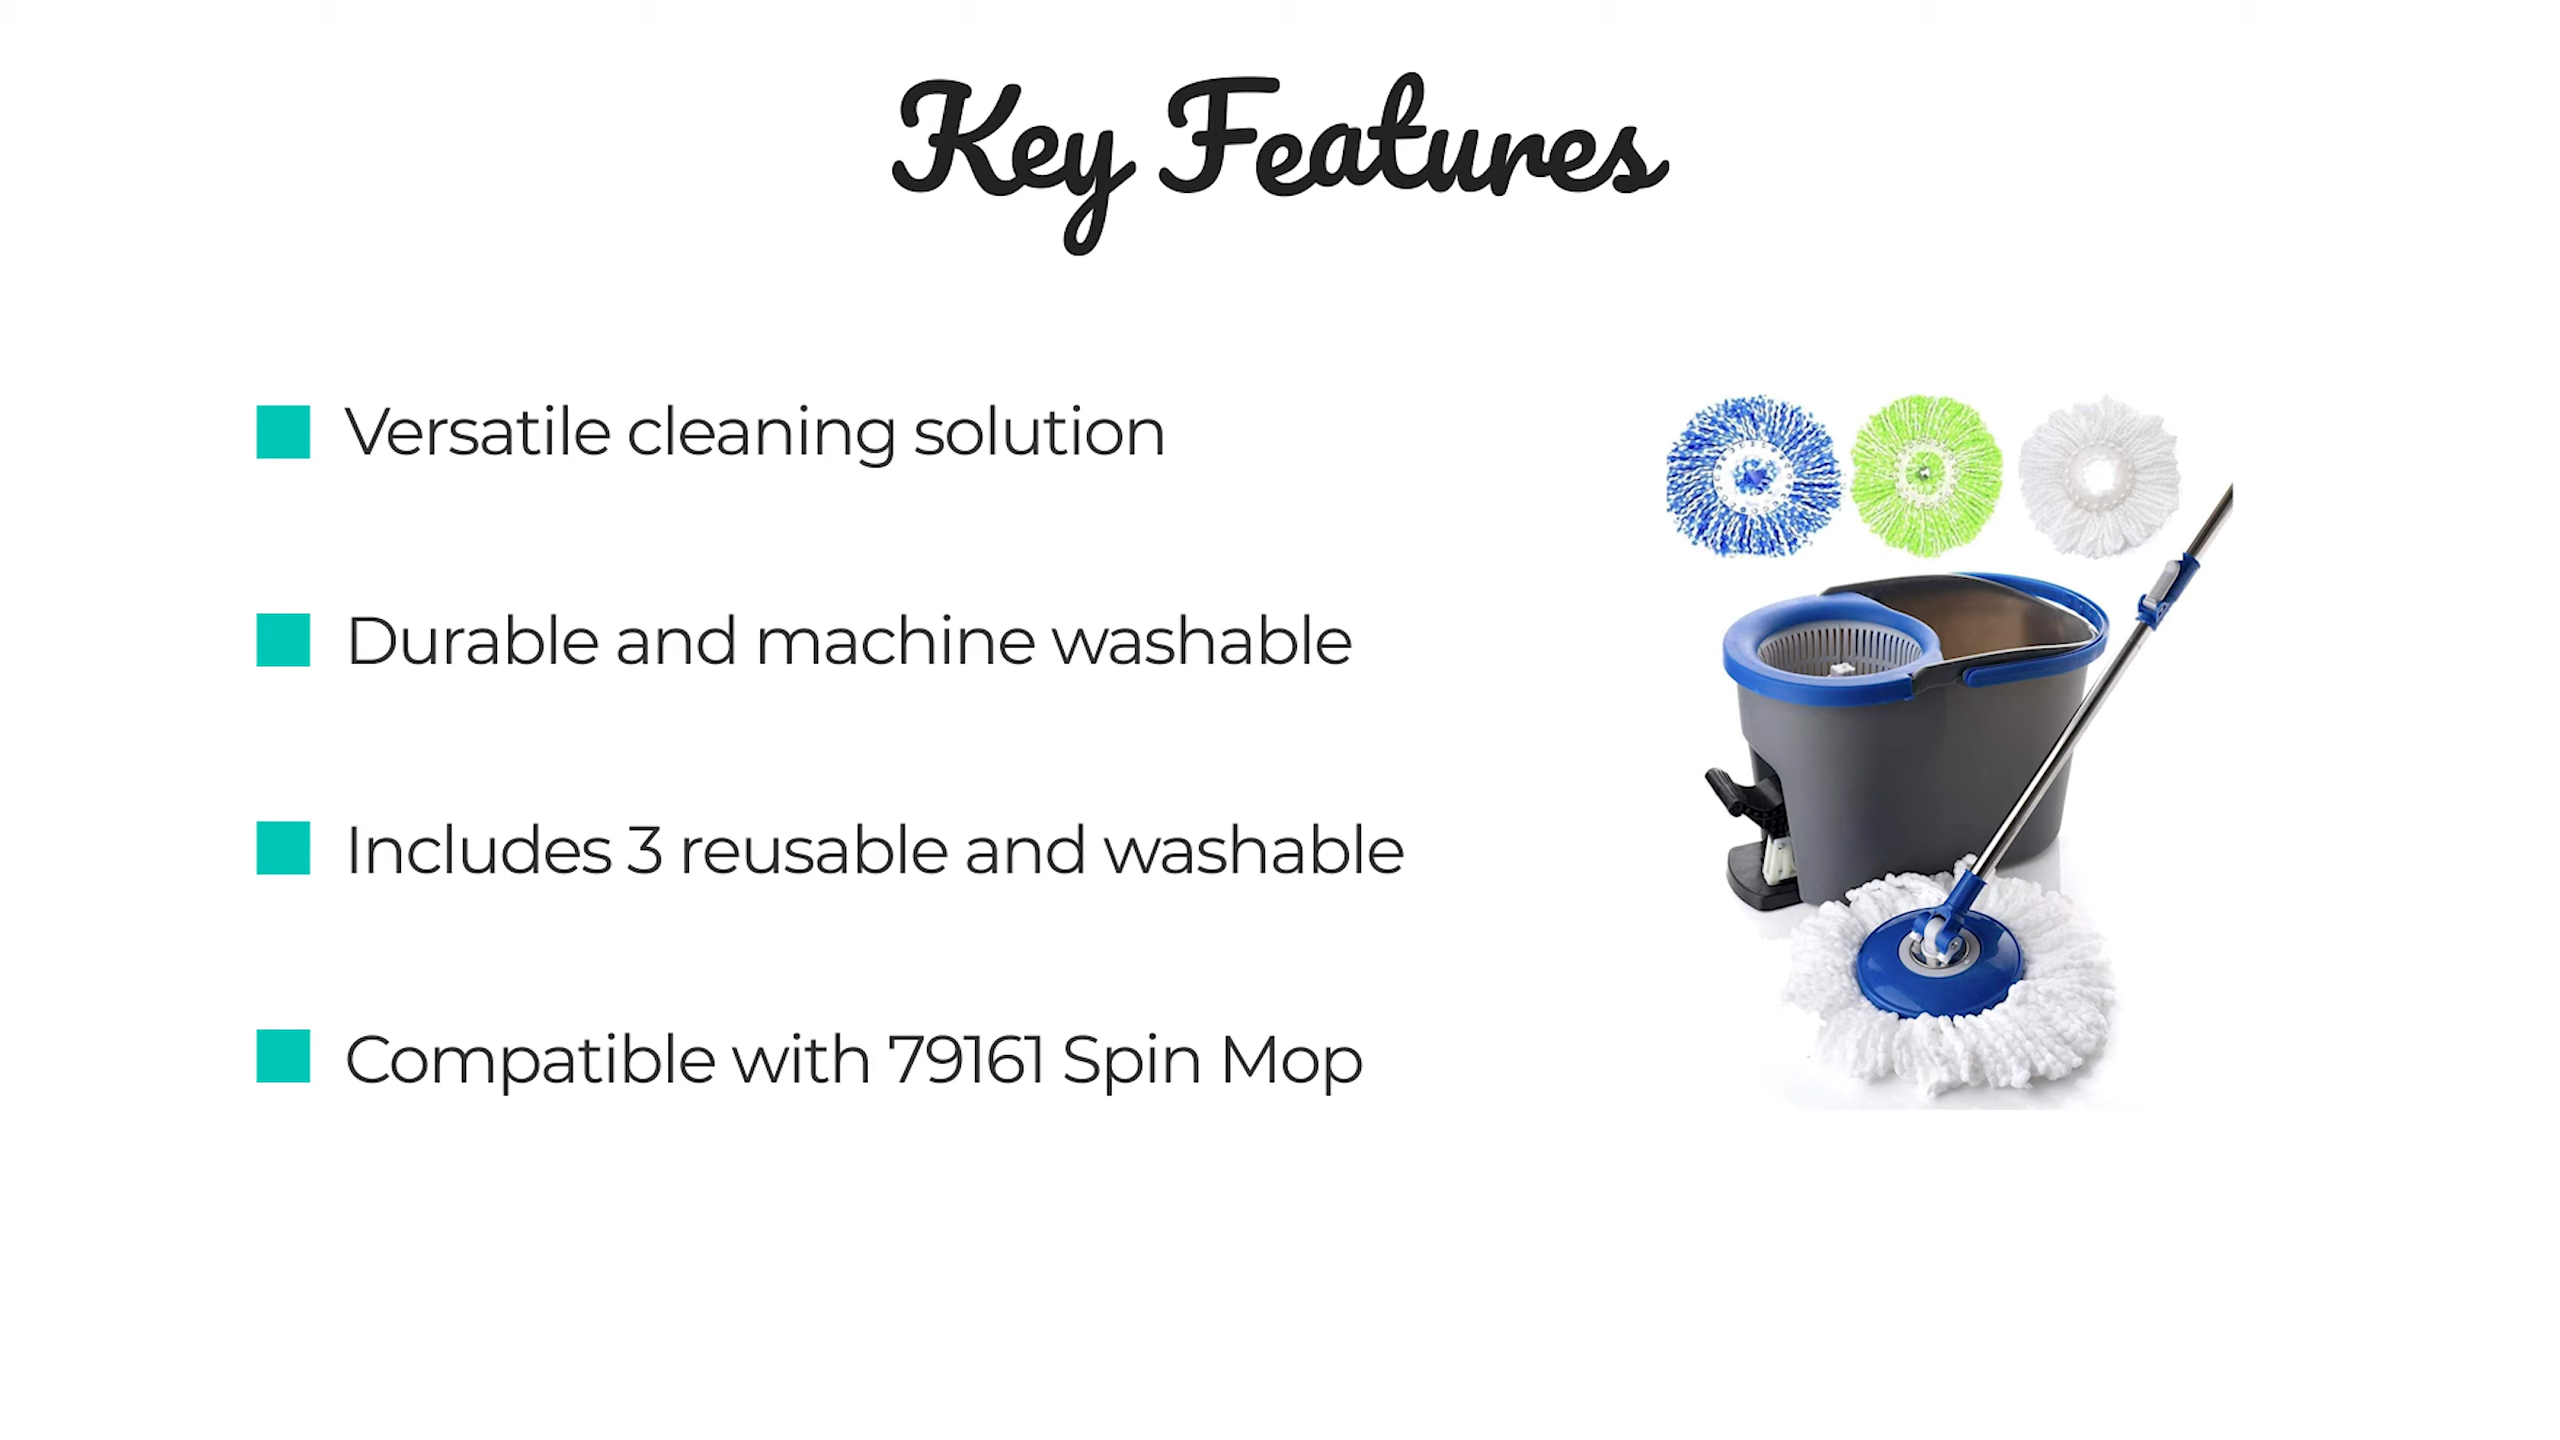 Key Features
Versatile cleaning solution
Durable and machine washable
Includes 3 reusable and washable
Compatible with 79161 Spin Mop